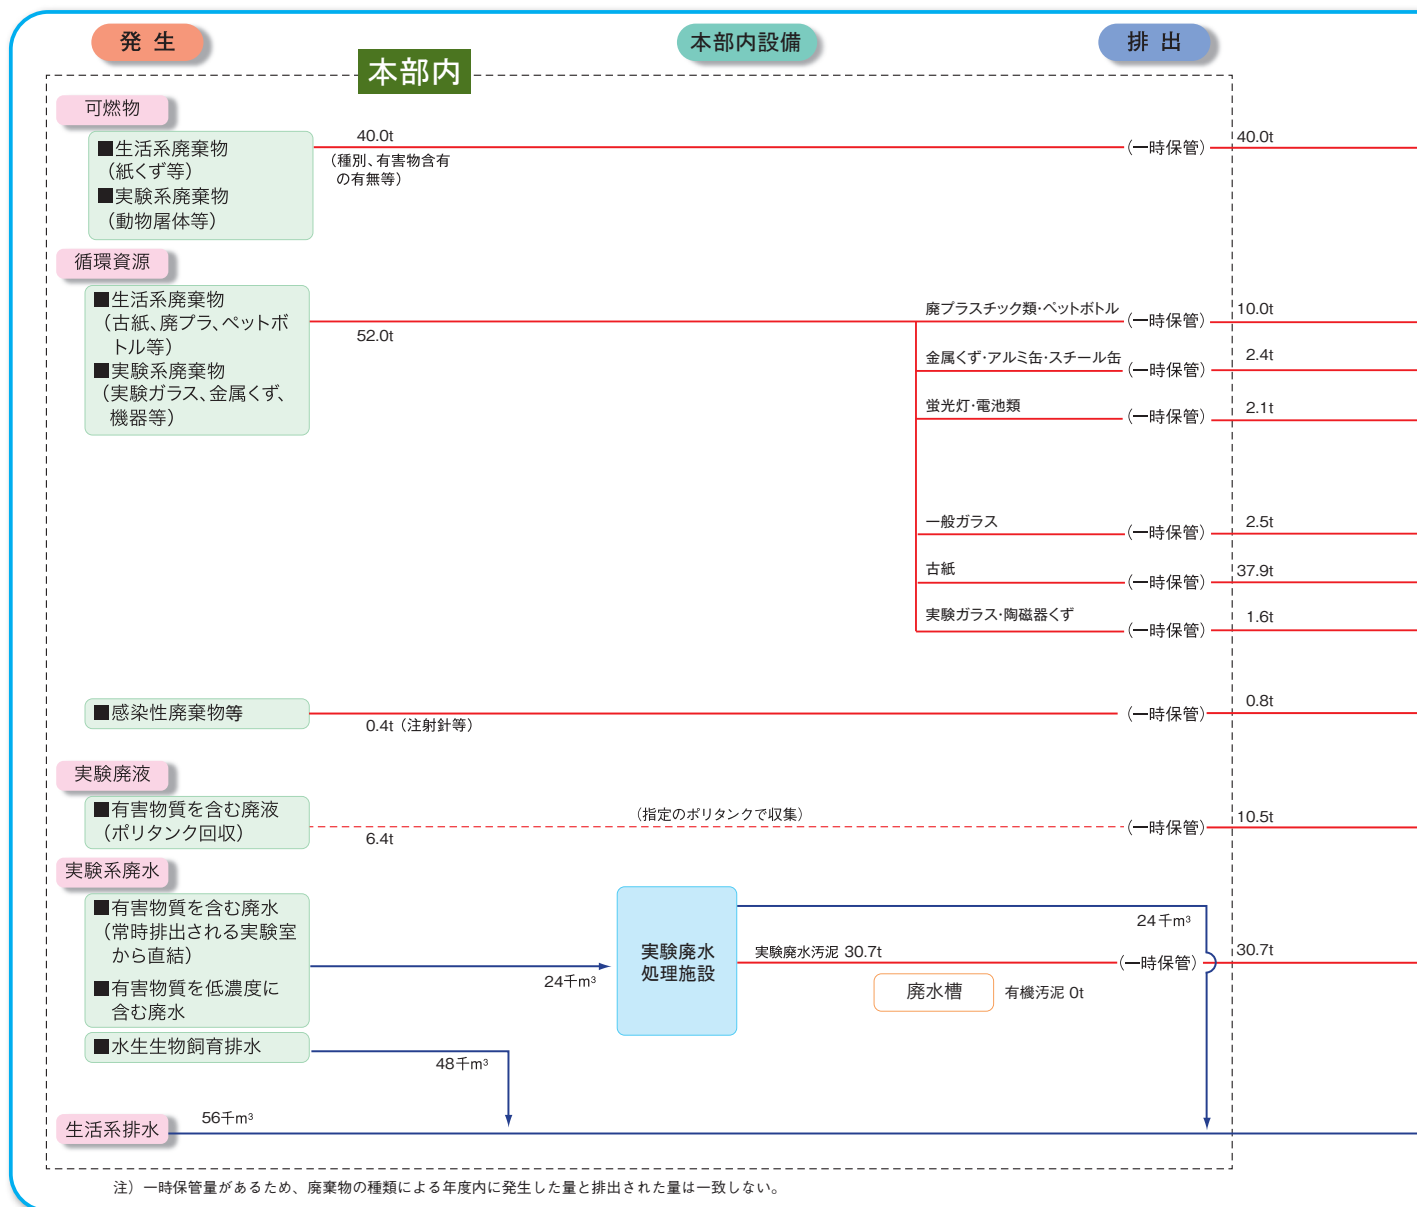 発 生
本部内設備
排 出
本部内
可燃物
■生活系廃棄物
（紙くず等）
■実験系廃棄物
（動物屠体等）
40.0t
（種別、有害物含有
の有無等）
（一時保管）
40.0t
循環資源
■生活系廃棄物
（古紙、廃プラ、ペットボ
トル等）
■実験系廃棄物
（実験ガラス、金属くず、
機器等）
52.0t
廃プラスチック類・ペットボトル
（一時保管）
10.0t
金属くず・アルミ缶・スチール缶
（一時保管）
2.4t
蛍光灯・電池類
（一時保管）
2.1t
一般ガラス
（一時保管）
2.5t
古紙
（一時保管）
37.9t
実験ガラス・陶磁器くず
（一時保管）
1.6t
■感染性廃棄物等
0.4t（注射針等）
（一時保管）
0.8t
実験廃液
■有害物質を含む廃液
（ポリタンク回収）
6.4t
（指定のポリタンクで収集）
（一時保管）
10.5t
実験系廃水
■有害物質を含む廃水
（常時排出される実験室
から直結）
■有害物質を低濃度に
含む廃水
24千m³
実験廃水
処理施設
24千m³
実験廃水汚泥 30.7t
（一時保管）
30.7t
廃水槽
有機汚泥 0t
■水生生物飼育排水
48千m³
生活系排水
56千m³
注）一時保管量があるため、廃棄物の種類による年度内に発生した量と排出された量は一致しない。